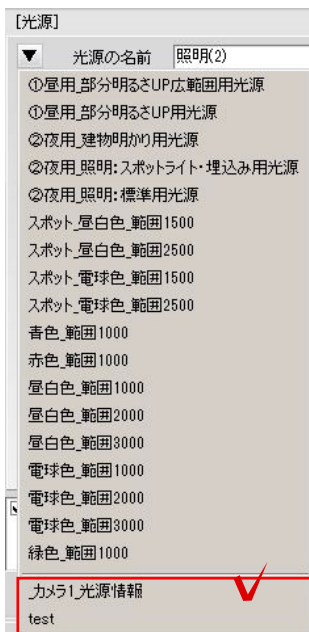 [光源]
▼ 光源の名前 照明(2)
①昼用_部分明るさUP広範囲用光源
①昼用_部分明るさUP用光源
②夜用_建物明かり用光源
②夜用_照明:スポットライト・埋込み用光源
②夜用_照明:標準用光源
スポット_昼白色_範囲1500
スポット_昼白色_範囲2500
スポット_電球色_範囲1500
スポット_電球色_範囲2500
青色_範囲1000
赤色_範囲1000
昼白色_範囲1000
昼白色_範囲2000
昼白色_範囲3000
電球色_範囲1000
電球色_範囲2000
電球色_範囲3000
緑色_範囲1000
_カメラ1_光源情報
test